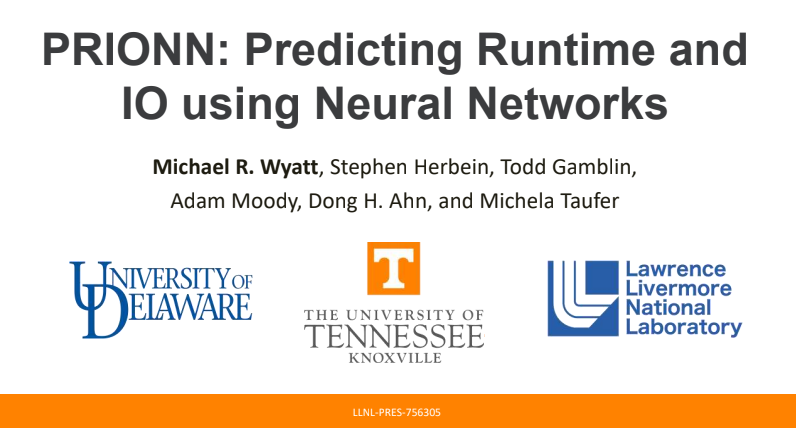 PRIONN: Predicting Runtime and
IO using Neural Networks
Michael R. Wyatt, Stephen Herbein, Todd Gamblin,
Adam Moody, Dong H. Ahn, and Michela Taufer
UNIVERSITY OF
DELAWARE
T
THE UNIVERSITY OF
TENNESSEE
KNOXVILLE
Lawrence
Livermore
National
Laboratory
LLNL-PRES-756305